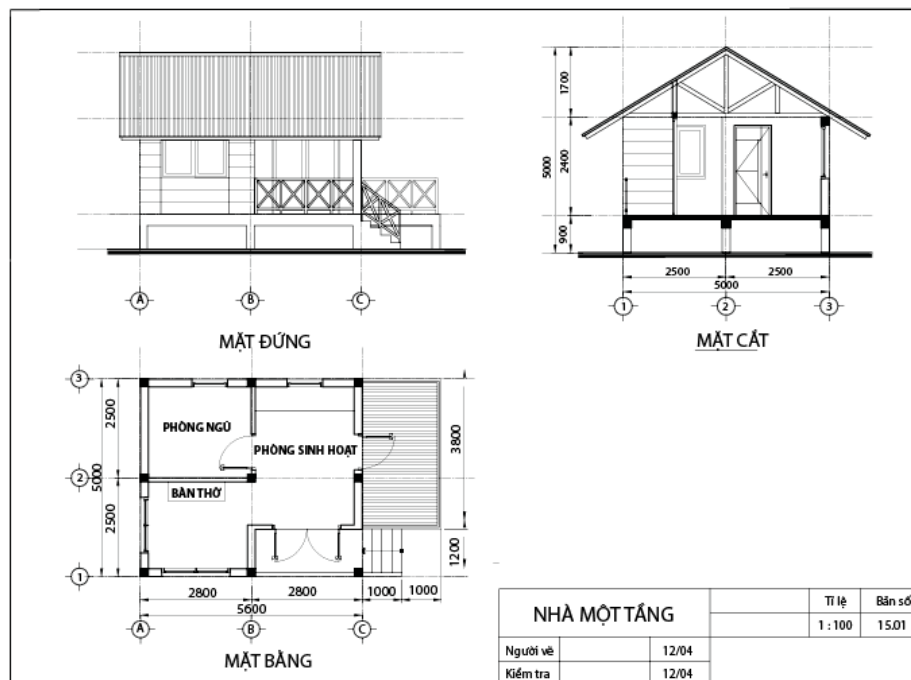 1700
2400
5000
900
2500 2500
5000
A B C
1 2 3
MẶT ĐỨNG
MẶT CẮT
3
2
1
2500
5000
2500
PHÒNG NGỦ
PHÒNG SINH HOẠT
BÀN THỜ
3800
1200
2800 2800 1000 1000
5600
A B C
MẶT BẰNG
NHÀ MỘT TẦNG
Tỉ lệ Bản số
1 : 100 15.01
Người vẽ 12/04
Kiểm tra 12/04